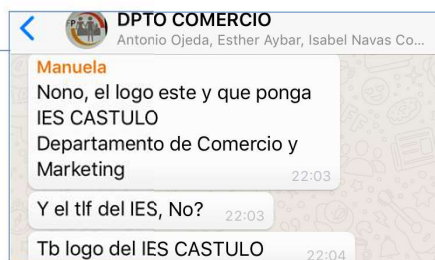 DPTO COMERCIO
Antonio Ojeda, Esther Aybar, Isabel Navas Co...
Manuela
Nono, el logo este y que ponga
IES CASTULO
Departamento de Comercio y
Marketing
22:03
Y el tlf del IES, No? 22:03
Tb logo del IES CASTULO 22:04